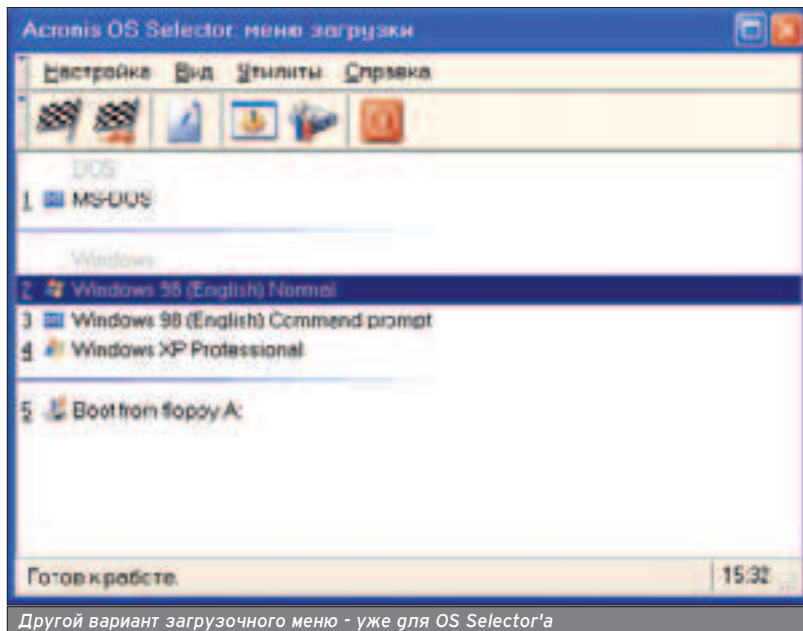 Acronis OS Selector: меню загрузки
Настройка Вид Утилиты Справка
DOS
1 MS-DOS
Windows
2 Windows 98 (English) Normal
3 Windows 98 (English) Command prompt
4 Windows XP Professional
5 Boot from floppy A:
Готов к работе. 15:32
Другой вариант загрузочного меню - уже для OS Selector'а